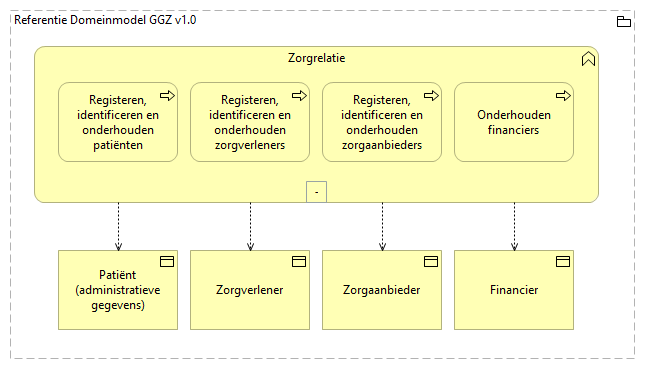 Referentie Domeinmodel GGZ v1.0
Zorgrelatie
Registeren,
identificeren en
onderhouden
patiënten
Registeren,
identificeren en
onderhouden
zorgverleners
Registeren,
identificeren en
onderhouden
zorgaanbieders
Onderhouden
financiers
-
Patiënt
(administratieve
gegevens)
Zorgverlener
Zorgaanbieder
Financier